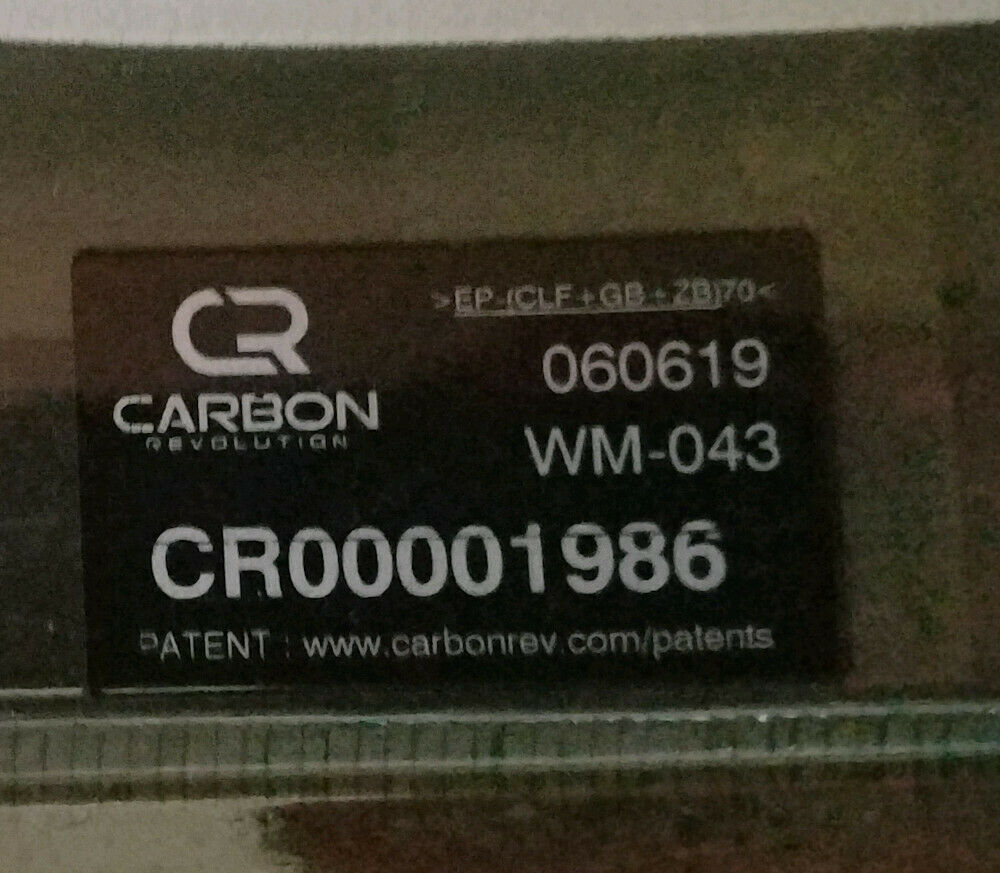 CR
CARBON
REVOLUTION
>EP-(CLF+GB+ZB)70<
060619
WM-043
CR00001986
PATENT : www.carbonrev.com/patents